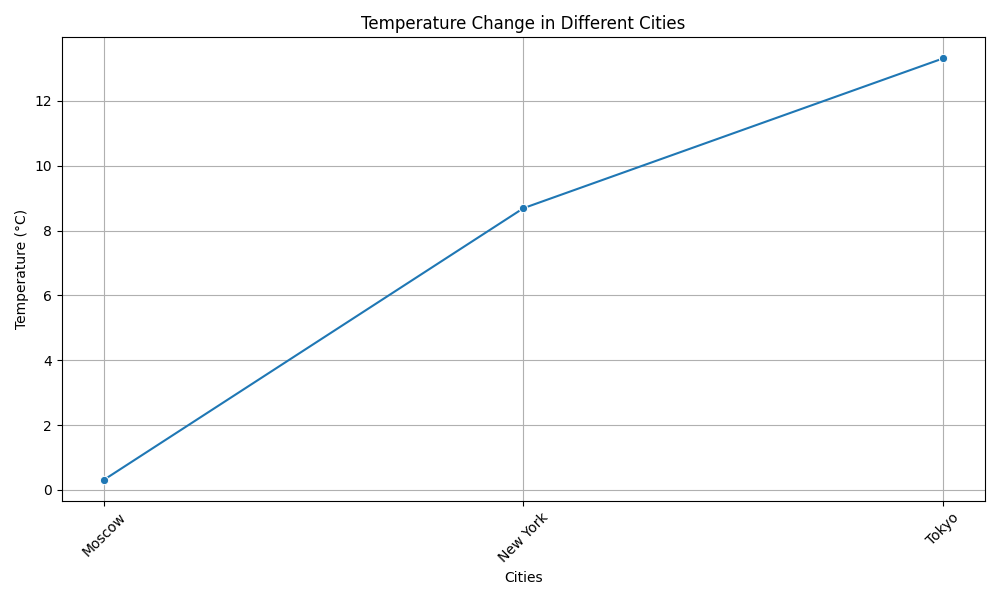 Temperature Change in Different Cities
Temperature (°C)
12
10
8
6
4
2
0
Moscow
New York
Tokyo
Cities